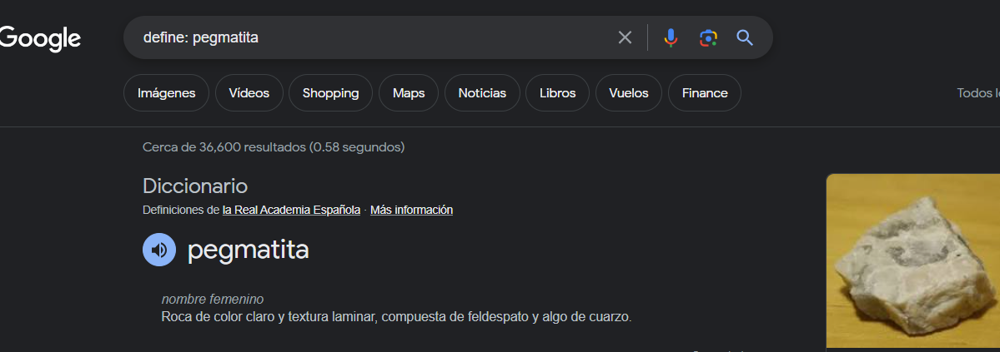 Google
define: pegmatita
Imágenes Vídeos Shopping Maps Noticias Libros Vuelos Finance Todos
Cerca de 36,600 resultados (0.58 segundos)
Diccionario
Definiciones de la Real Academia Española · Más información
pegmatita
nombre femenino
Roca de color claro y textura laminar, compuesta de feldespato y algo de cuarzo.